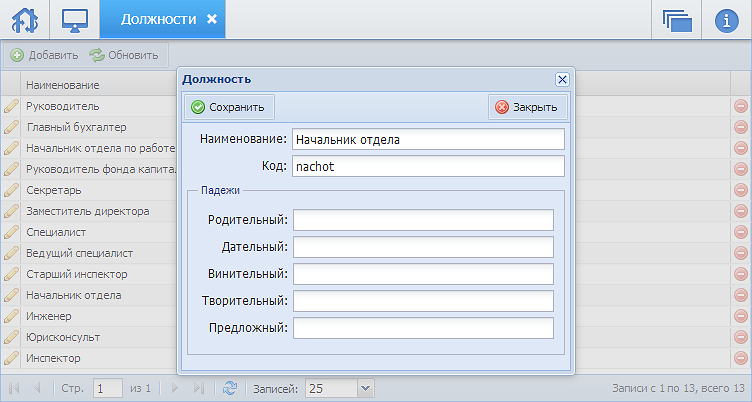 Должности
Добавить Обновить
Наименование
Руководитель
Главный бухгалтер
Начальник отдела по работе
Руководитель фонда капита
Секретарь
Заместитель директора
Специалист
Ведущий специалист
Старший инспектор
Начальник отдела
Инженер
Юрисконсульт
Инспектор
Должность
Сохранить Закрыть
Наименование: Начальник отдела
Код: nachot
Падежи
Родительный:
Дательный:
Винительный:
Творительный:
Предложный:
Стр. 1 из 1 Записей: 25 Записи с 1 по 13, всего 13